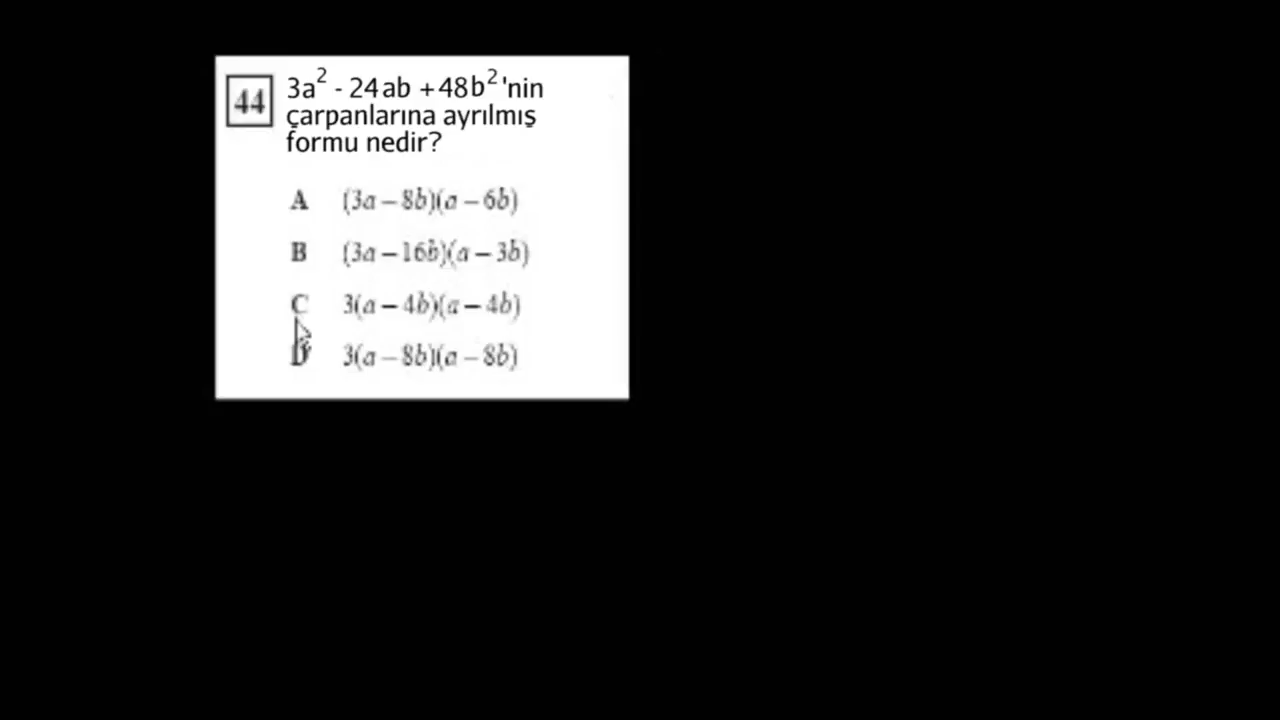 44
3a² - 24ab + 48b²'nin
çarpanlarına ayrılmış
formu nedir?
A (3a – 8b)(a – 6b)
B (3a – 16b)(a – 3b)
C 3(a – 4b)(a – 4b)
D 3(a – 8b)(a – 8b)